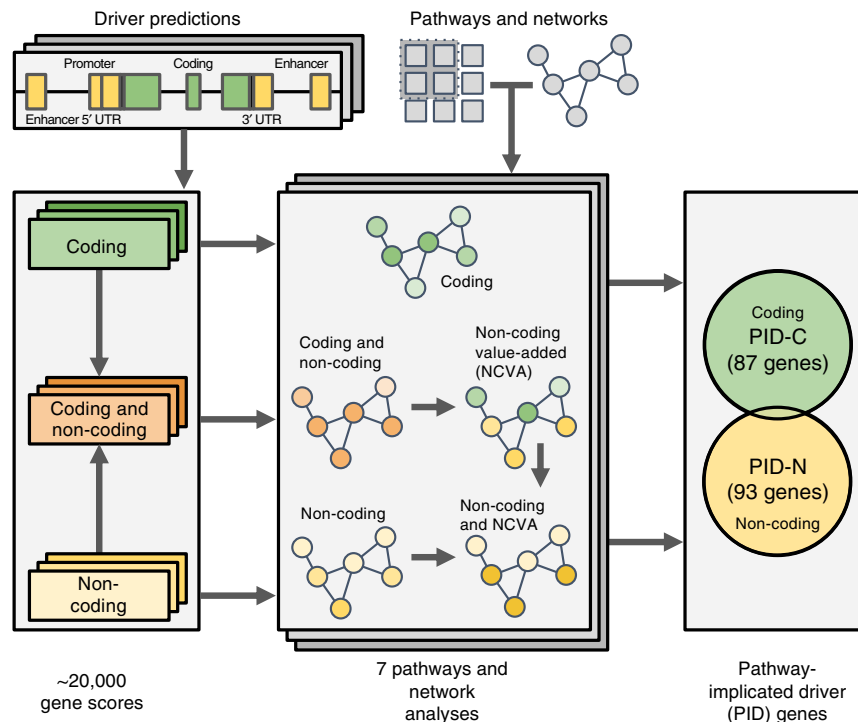 Driver predictions
Pathways and networks
Promoter
Coding
Enhancer
Enhancer 5′ UTR
3′ UTR
Coding
Coding and
non-coding
Non-
coding
Coding
Coding and
non-coding
Non-coding
value-added
(NCVA)
Non-coding
Non-coding
and NCVA
Coding
PID-C
(87 genes)
PID-N
(93 genes)
Non-coding
~20,000
gene scores
7 pathways and
network
analyses
Pathway-
implicated driver
(PID) genes